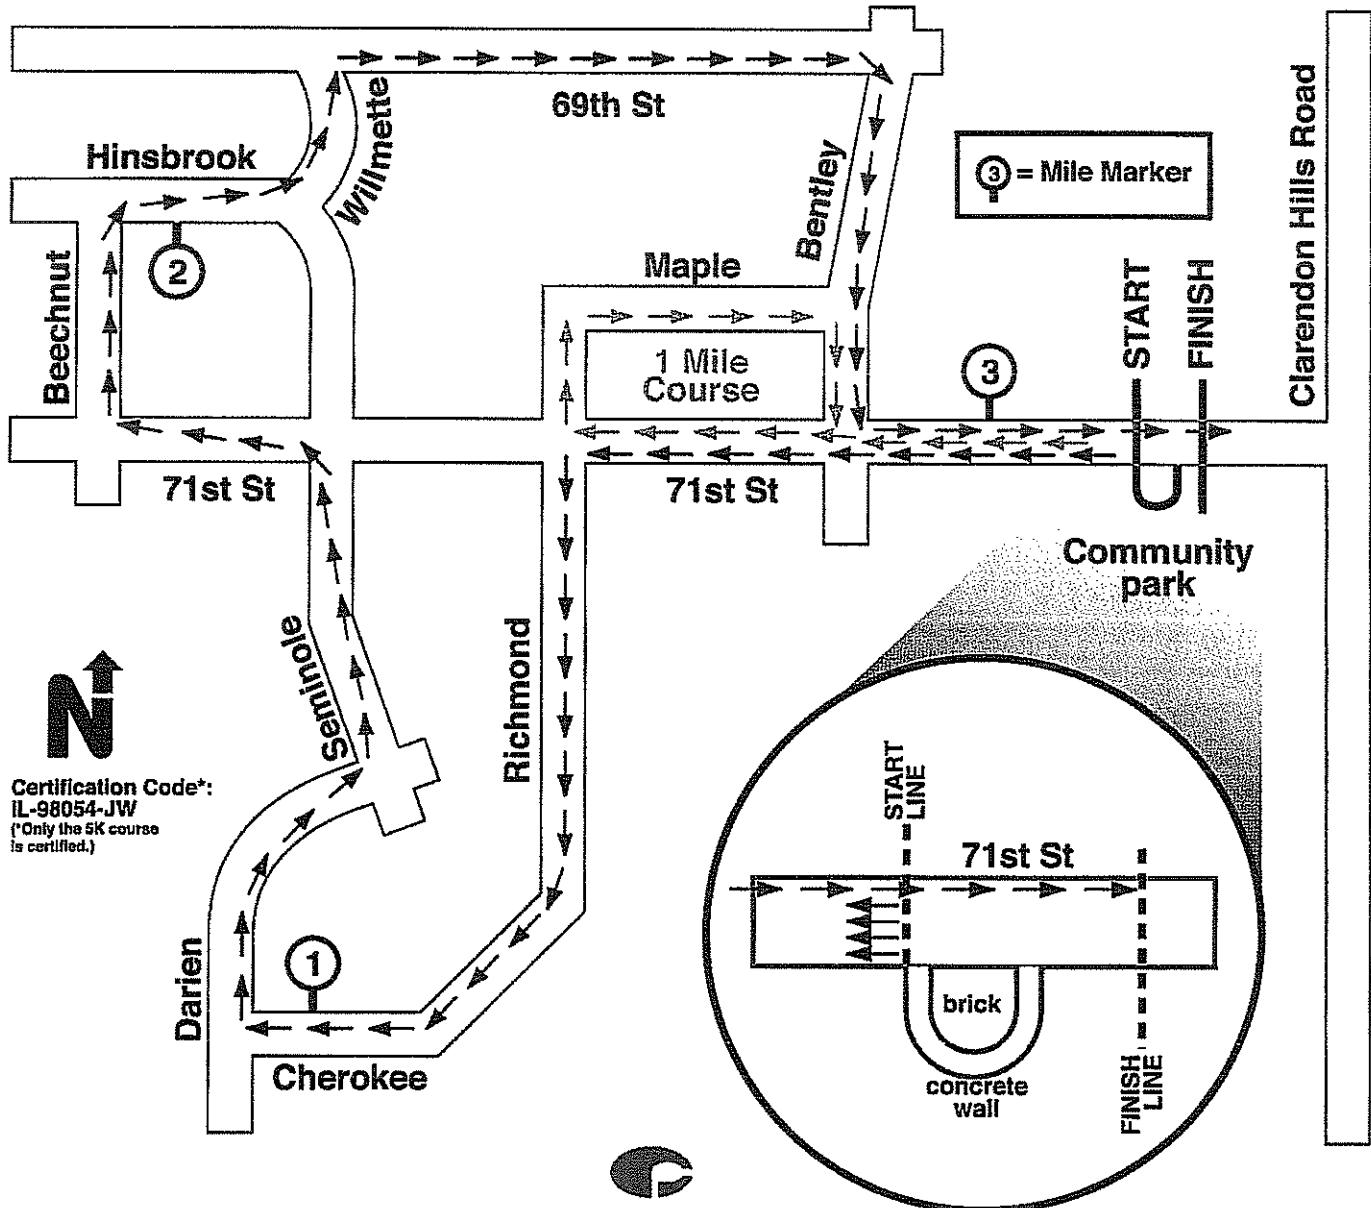 69th St
Hinsbrook
Willmette
Bentley
3 = Mile Marker
Clarendon Hills Road
2
Beechnut
Maple
START
FINISH
1 Mile
Course
3
71st St
71st St
Community
park
Seminole
Richmond
N
Certification Code*:
IL-98054-JW
(*Only the 5K course
is certified.)
START
LINE
71st St
1
Darien
brick
Cherokee
concrete
wall
FINISH
LINE